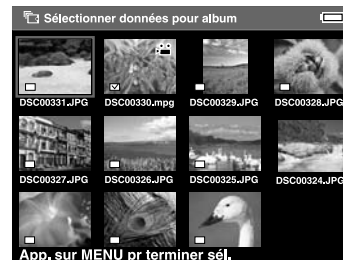 Sélectionner données pour album
DSC00331.JPG DSC00330.mpg DSC00329.JPG DSC00328.JPG
DSC00327.JPG DSC00326.JPG DSC00325.JPG DSC00324.JPG
App. sur MENU pr terminer sél.